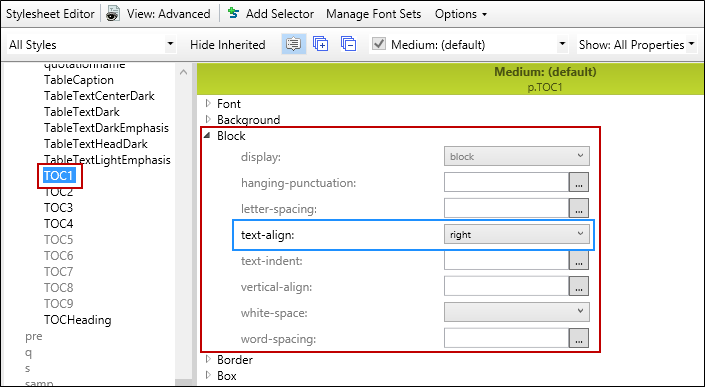 Stylesheet Editor View: Advanced Add Selector Manage Font Sets Options
All Styles Hide Inherited Medium: (default) Show: All Properties
quotationname
TableCaption
TableTextCenterDark
TableTextDark
TableTextDarkEmphasis
TableTextHeadDark
TableTextLightEmphasis
TOC1
TOC2
TOC3
TOC4
TOC5
TOC6
TOC7
TOC8
TOC9
TOCHeading
pre
q
s
samp
Medium: (default)
p.TOC1
Font
Background
Block
display: block
hanging-punctuation: ...
letter-spacing: ...
text-align: right
text-indent: ...
vertical-align: ...
white-space:
word-spacing: ...
Border
Box